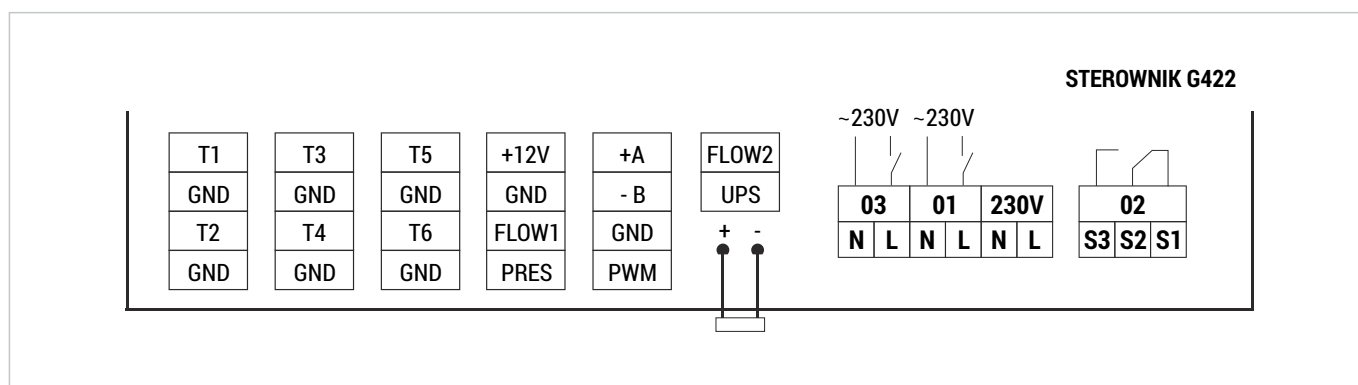 STEROWNIK G422
~230V ~230V
T1 T3 T5 +12V +A FLOW2
GND GND GND GND - B UPS
03 01 230V 02
T2 T4 T6 FLOW1 GND + -
N L N L N L S3 S2 S1
GND GND GND PRES PWM